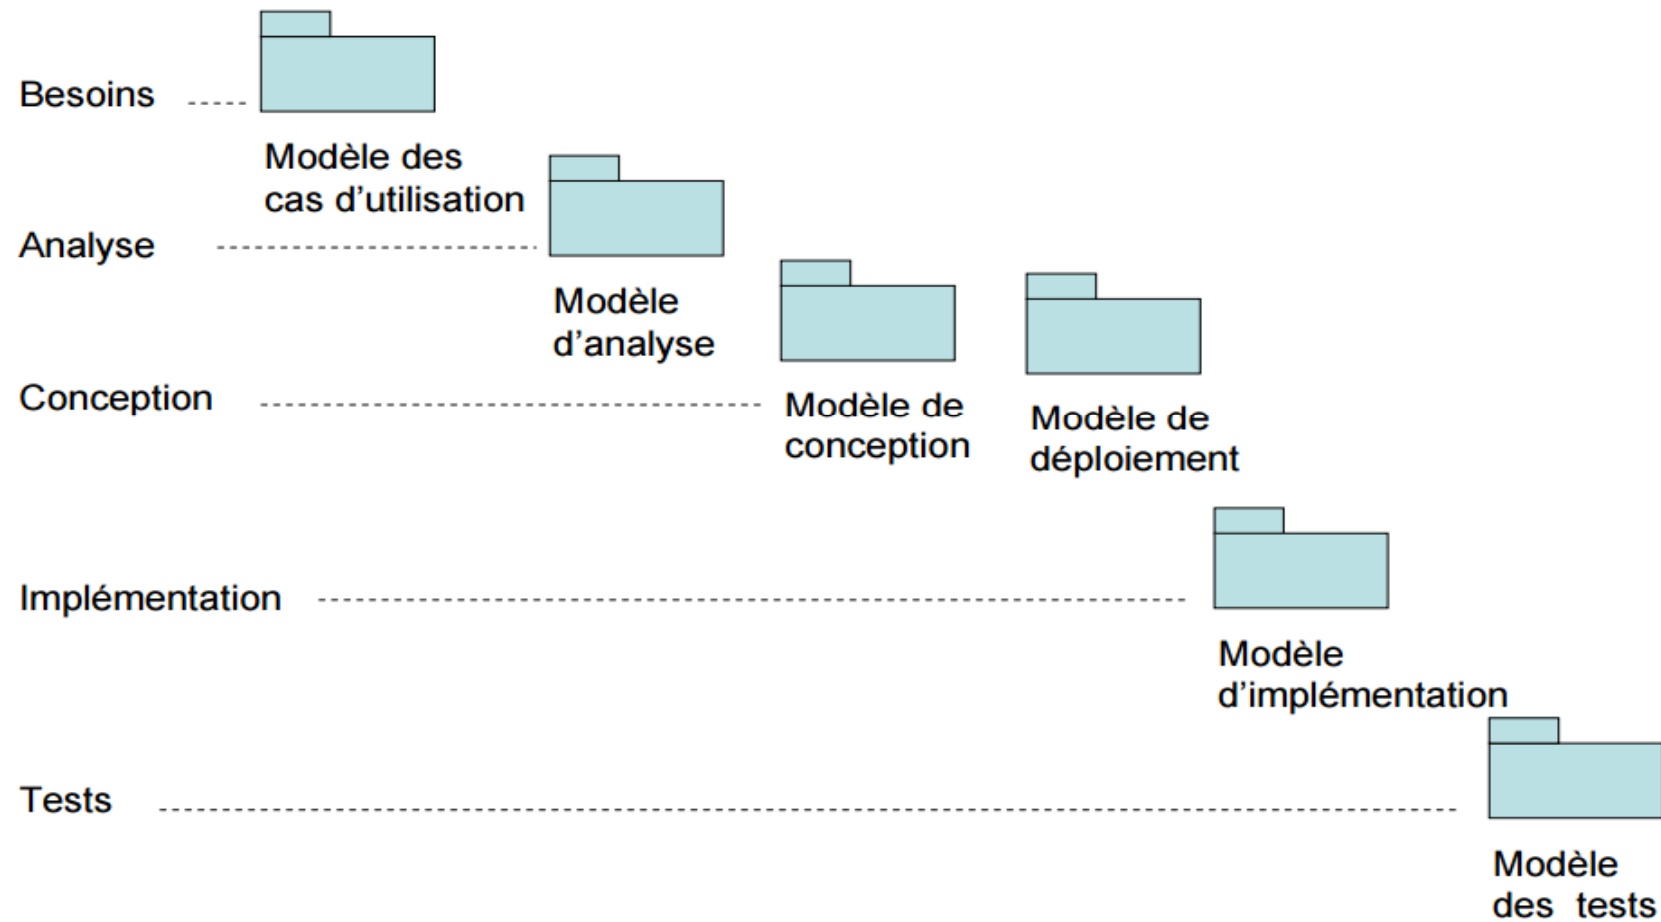 Besoins
Modèle des
cas d’utilisation
Analyse
Modèle
d’analyse
Conception
Modèle de
conception
Modèle de
déploiement
Implémentation
Modèle
d’implémentation
Tests
Modèle
des tests